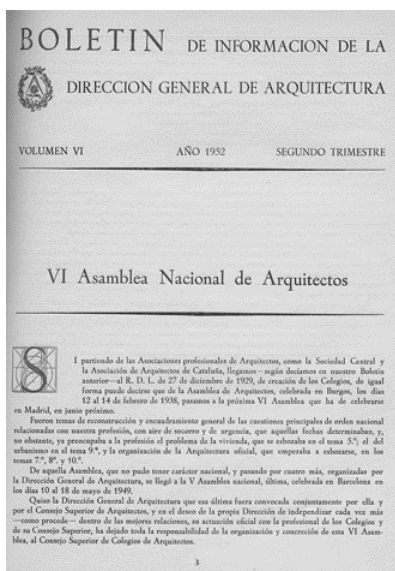 BOLETIN DE INFORMACION DE LA
DIRECCION GENERAL DE ARQUITECTURA
VOLUMEN VI AÑO 1952 SEGUNDO TRIMESTRE
VI Asamblea Nacional de Arquitectos
SI partiendo de las Asociaciones profesionales de Arquitectos, como la Sociedad Central y
la Asociación de Arquitectos de Cataluña, llegamos—según decíamos en nuestro Boletín
anterior—al R. D. L. de 27 de diciembre de 1929, de creación de los Colegios, de igual
forma puede decirse que de la Asamblea de Arquitectos, celebrada en Burgos, los días
12 al 14 de febrero de 1938, pasamos a la próxima VI Asamblea que ha de celebrarse
en Madrid, en junio próximo.
Fueron temas de reconstrucción y encuadramiento general de las cuestiones principales de orden nacional
relacionadas con nuestra profesión, con aire de socorro y de urgencia, que aquellas fechas determinaban, y,
no obstante, ya preocupaba a la profesión el problema de la vivienda, que se esbozaba en el tema 5.º; el del
urbanismo en el tema 9.º, y la organización de la Arquitectura oficial, que empezaba a esbozarse, en los
temas 7.º, 8º, y 10.º.
De aquella Asamblea, que no pudo tener carácter nacional, y pasando por cuatro más, organizadas por
la Dirección General de Arquitectura, se llegó a la V Asamblea nacional, última, celebrada en Barcelona en
los días 10 al 18 de mayo de 1949.
Quiso la Dirección General de Arquitectura que esa última fuera convocada conjuntamente por ella y
por el Consejo Superior de Arquitectos, y en el deseo de la propia Dirección de independizar cada vez más
—como procede— dentro de las mejores relaciones, su actuación oficial con la profesional de los Colegios y
de su Consejo Superior, ha dejado toda la responsabilidad de la organización y concreción de esta VI Asam-
blea, al Consejo Superior de Colegios de Arquitectos.
3